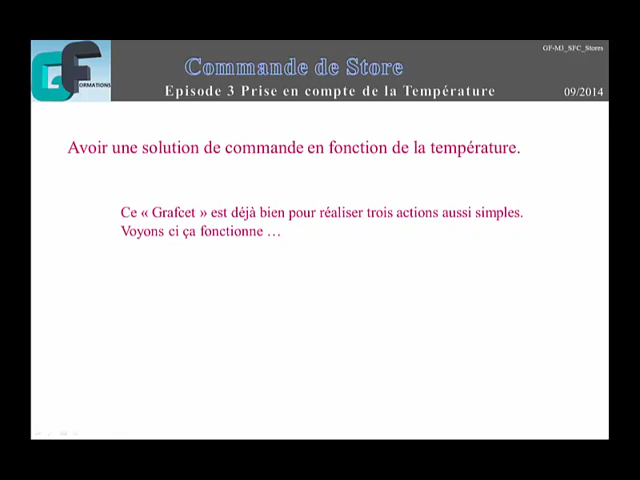 GF-M3_SFC_Stores
GF
FORMATIONS
Commande de Store
Episode 3 Prise en compte de la Température
09/2014
Avoir une solution de commande en fonction de la température.
Ce « Grafcet » est déjà bien pour réaliser trois actions aussi simples.
Voyons ci ça fonctionne …